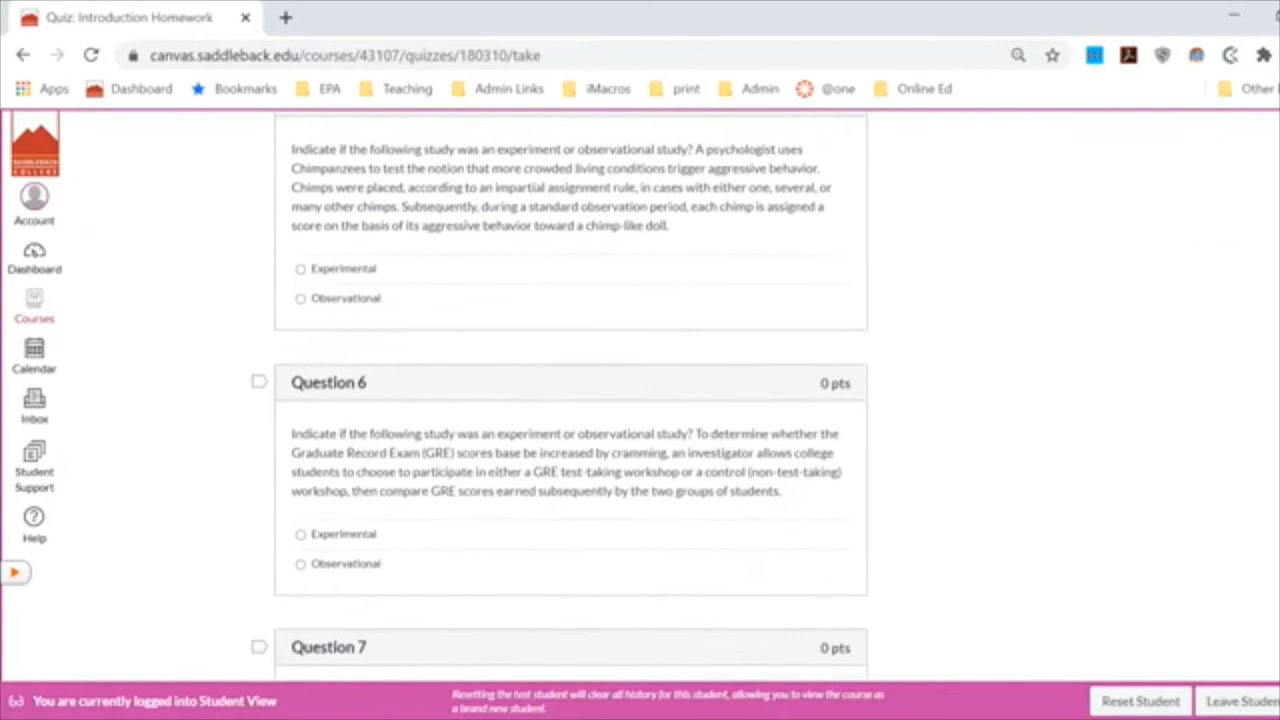 Quiz: Introduction Homework
canvas.saddleback.edu/courses/43107/quizzes/180310/take
Apps Dashboard Bookmarks EPA Teaching Admin Links iMacros print Admin @one Online Ed Other
SADDLEBACK
COLLEGE
Account
Dashboard
Courses
Calendar
Inbox
Student
Support
Help
Indicate if the following study was an experiment or observational study? A psychologist uses
Chimpanzees to test the notion that more crowded living conditions trigger aggressive behavior.
Chimps were placed, according to an impartial assignment rule, in cases with either one, several, or
many other chimps. Subsequently, during a standard observation period, each chimp is assigned a
score on the basis of its aggressive behavior toward a chimp-like doll.
Experimental
Observational
Question 6 0 pts
Indicate if the following study was an experiment or observational study? To determine whether the
Graduate Record Exam (GRE) scores base be increased by cramming, an investigator allows college
students to choose to participate in either a GRE test-taking workshop or a control (non-test-taking)
workshop, then compare GRE scores earned subsequently by the two groups of students.
Experimental
Observational
Question 7 0 pts
You are currently logged into Student View
Resetting the test student will clear all history for this student, allowing you to view the course as
a brand new student.
Reset Student
Leave Studen